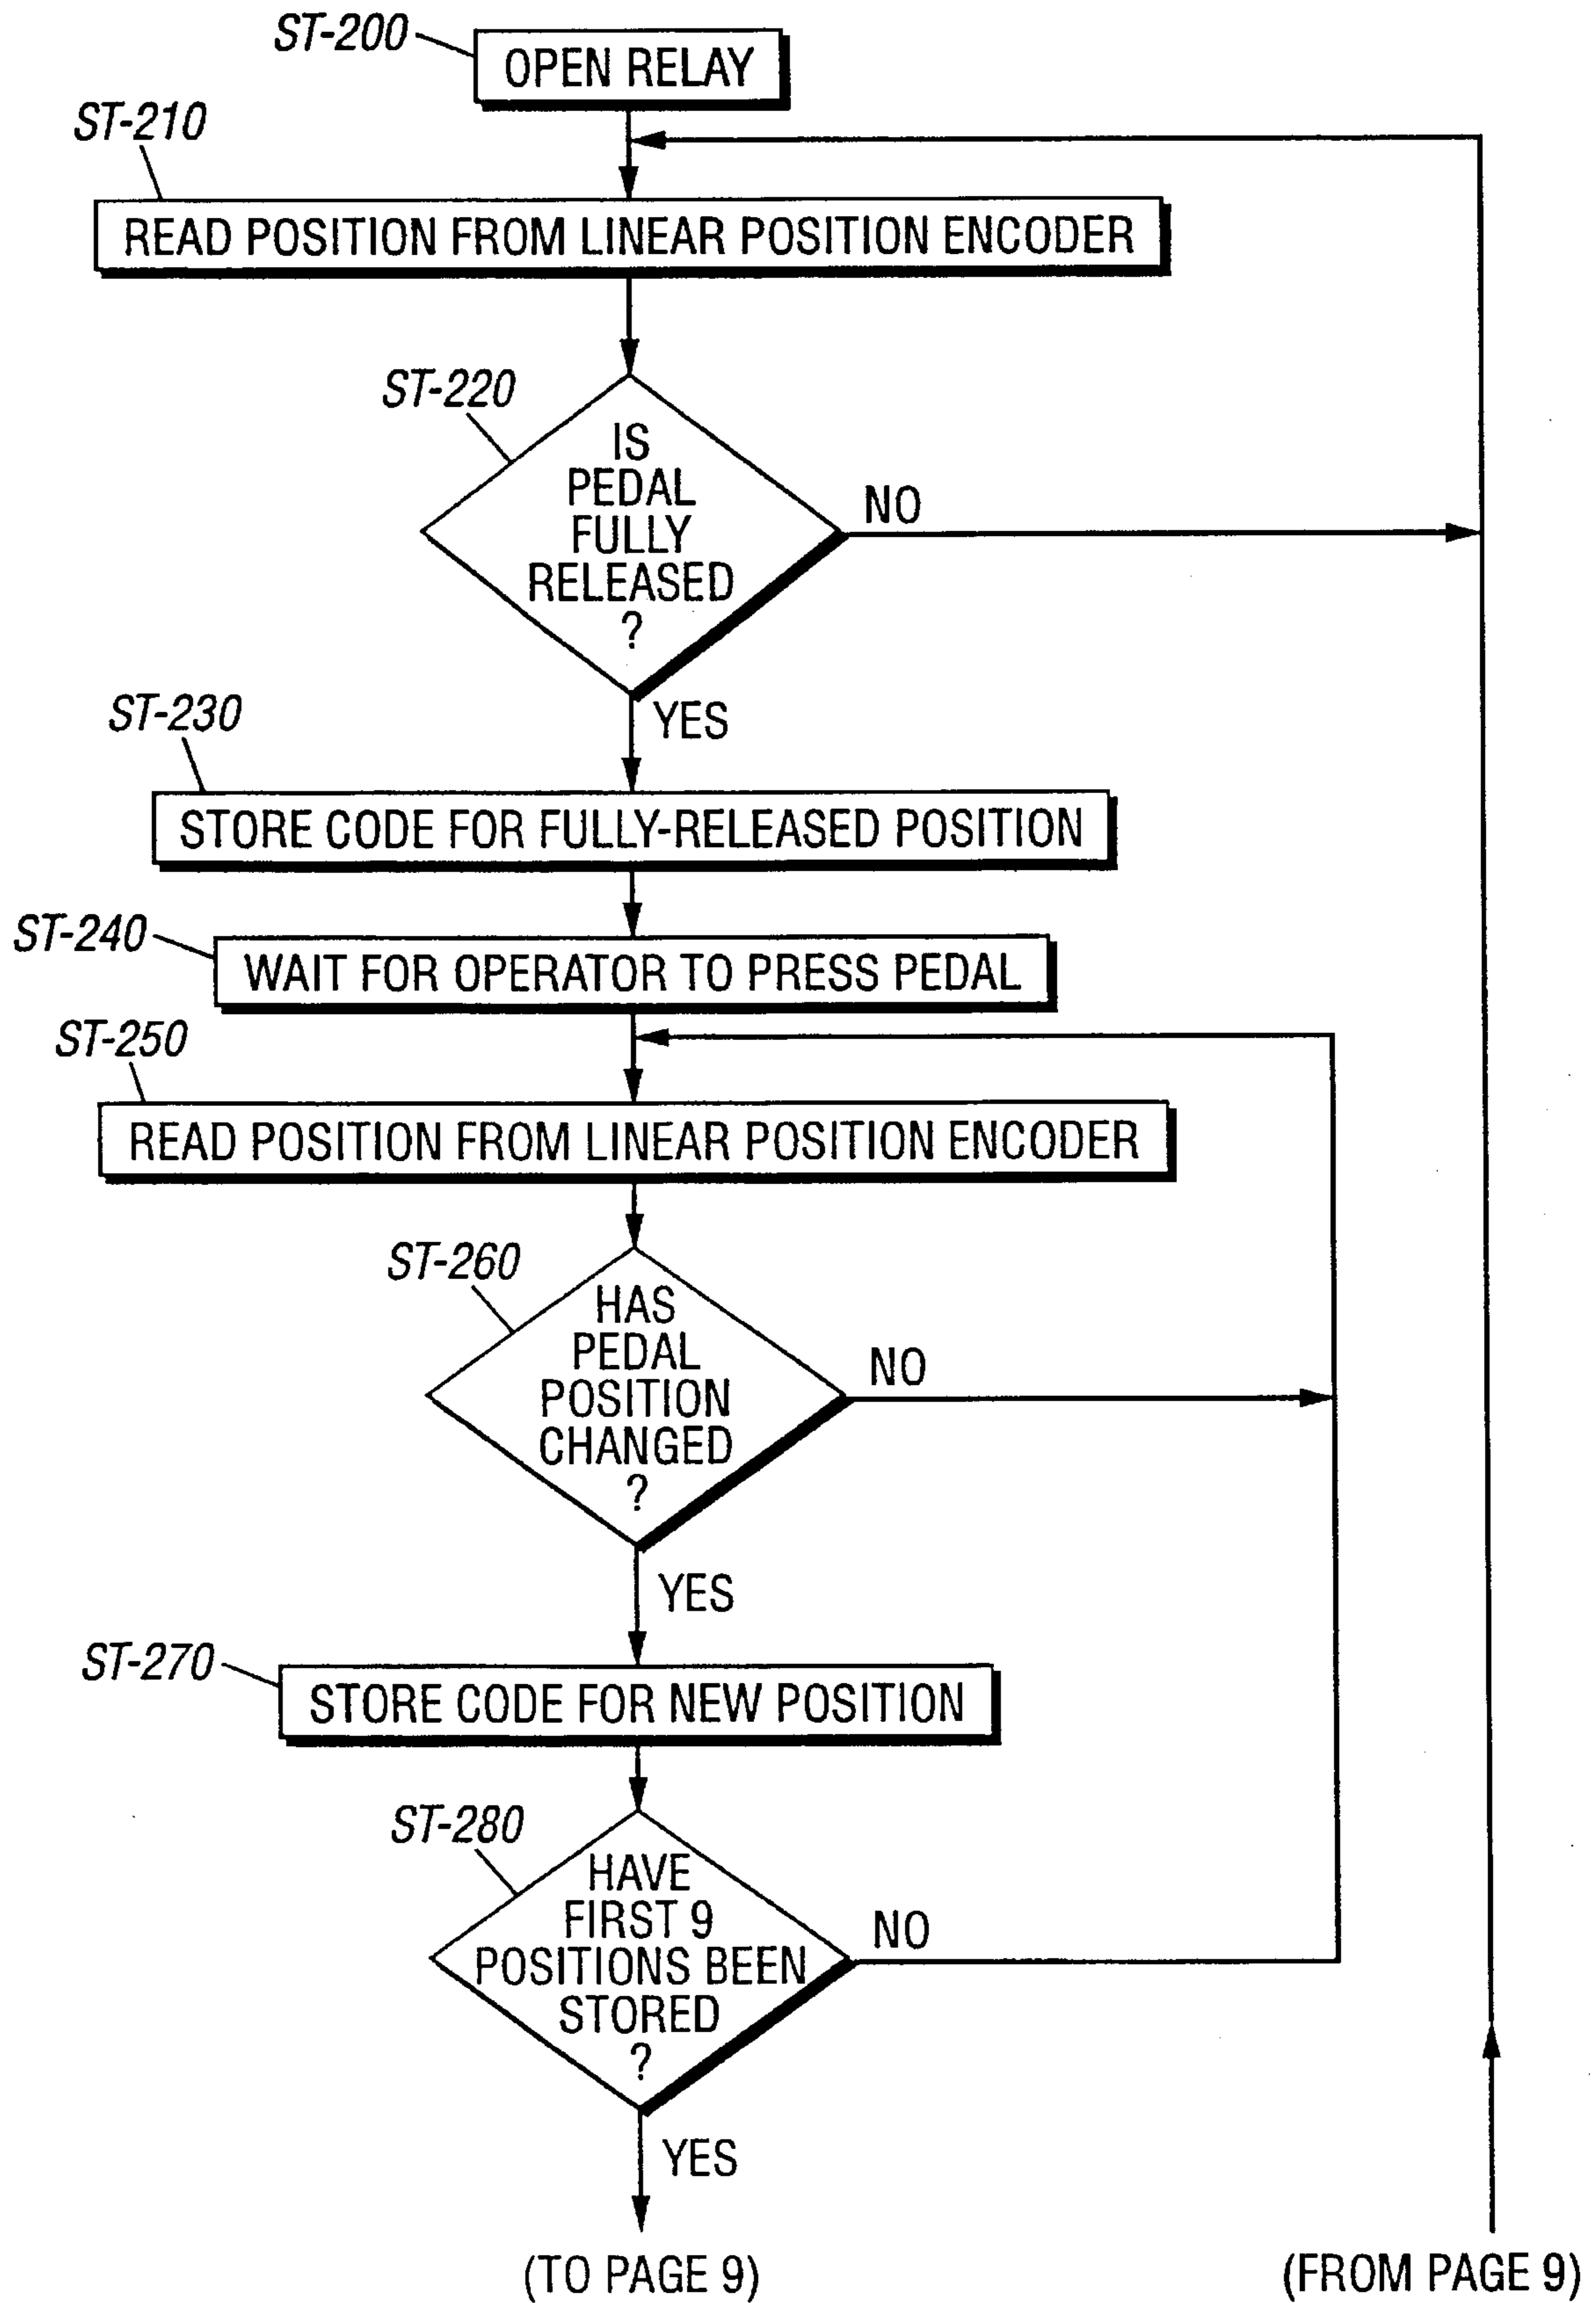 ST-200
OPEN RELAY
ST-210
READ POSITION FROM LINEAR POSITION ENCODER
ST-220
IS
PEDAL
FULLY
RELEASED
?
NO
YES
ST-230
STORE CODE FOR FULLY-RELEASED POSITION
ST-240
WAIT FOR OPERATOR TO PRESS PEDAL
ST-250
READ POSITION FROM LINEAR POSITION ENCODER
ST-260
HAS
PEDAL
POSITION
CHANGED
?
NO
YES
ST-270
STORE CODE FOR NEW POSITION
ST-280
HAVE
FIRST 9
POSITIONS BEEN
STORED
?
NO
YES
(TO PAGE 9)
(FROM PAGE 9)